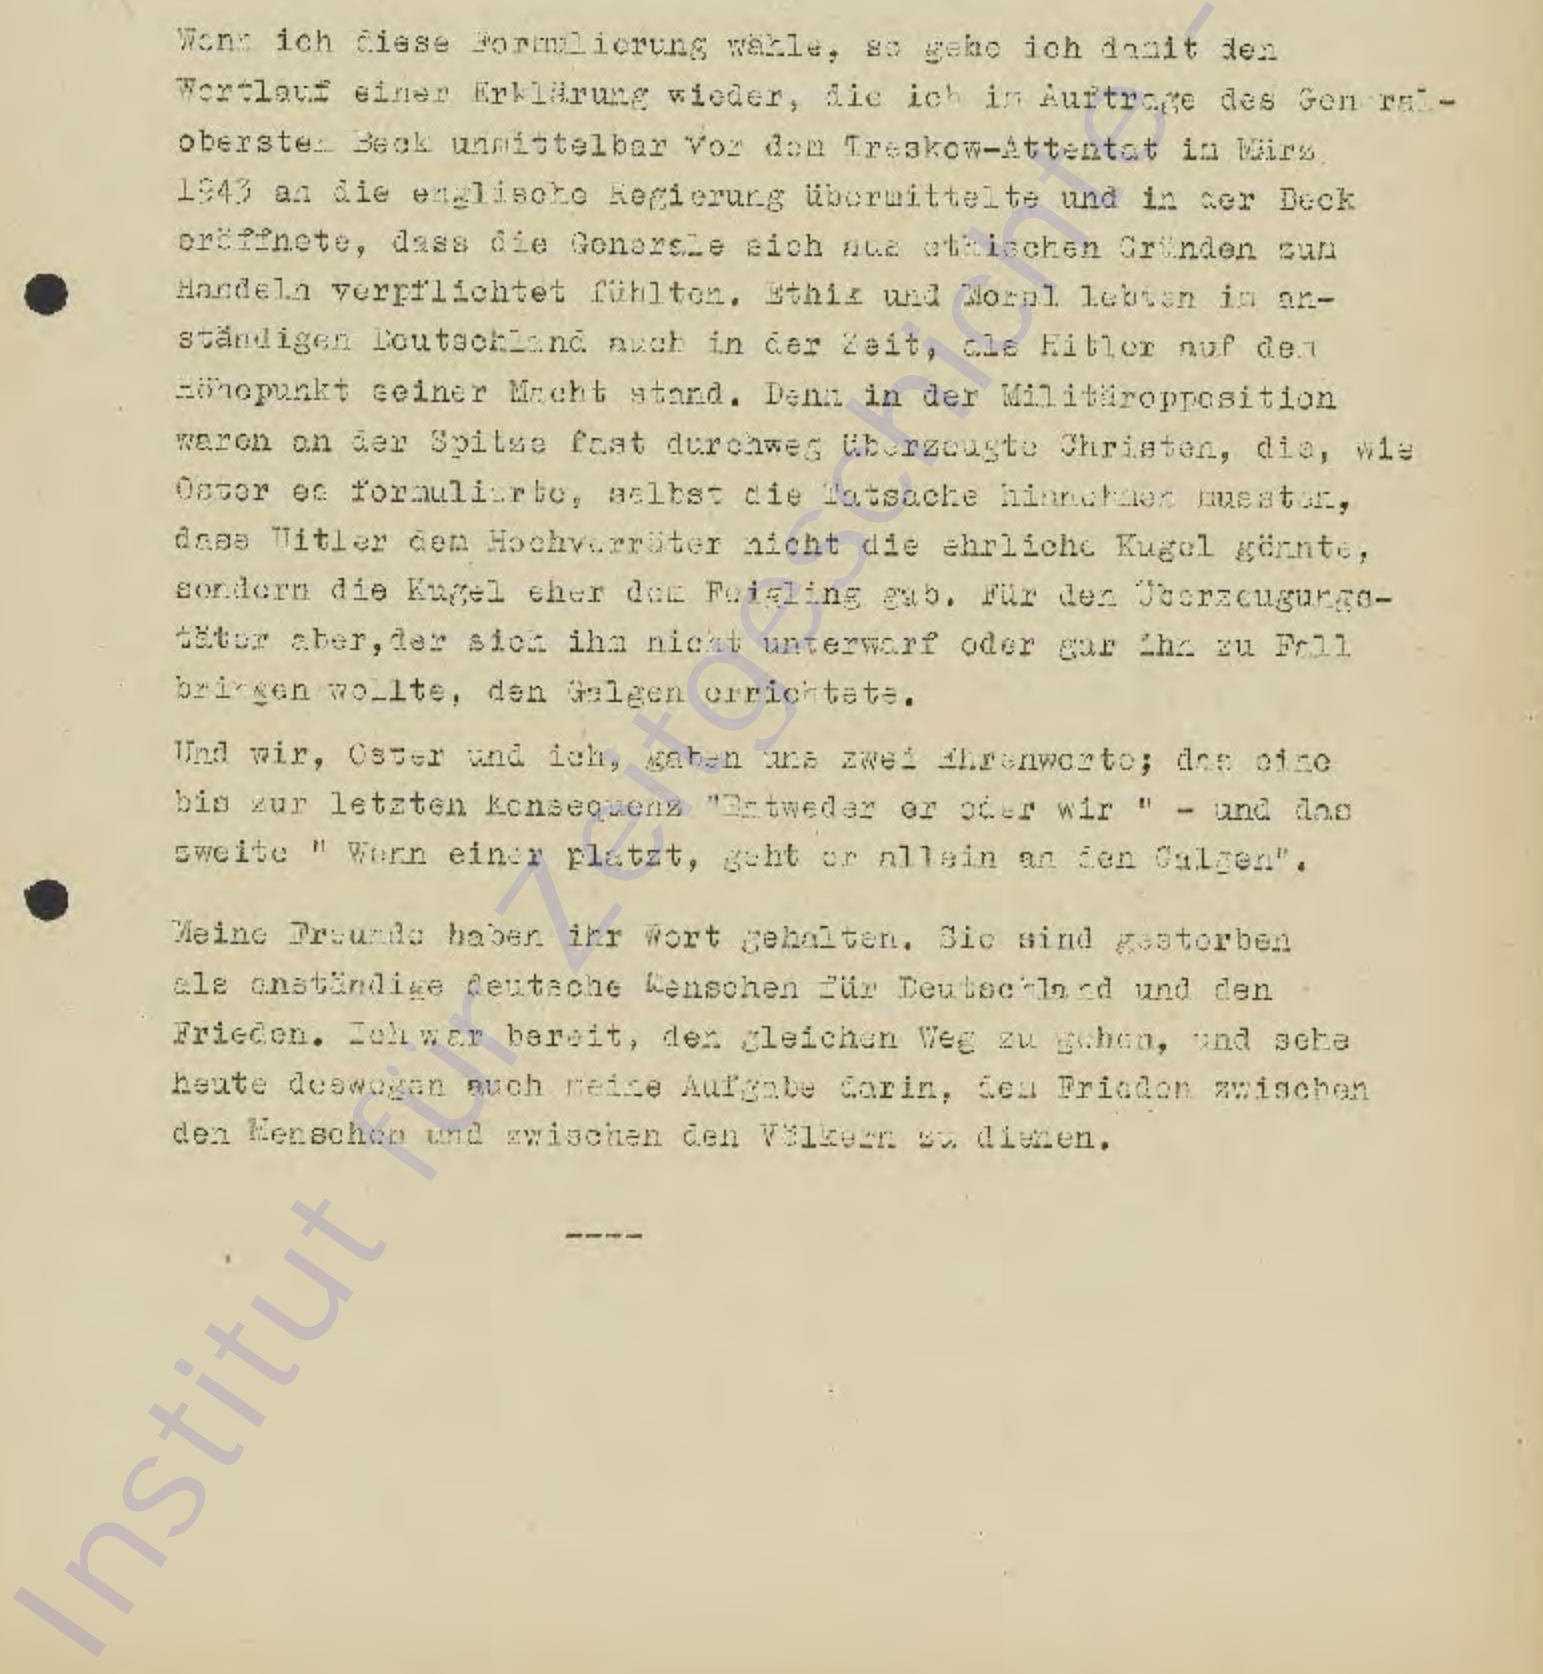 Wenn ich diese Formulierung wähle, so gebe ich damit den
Wortlauf einer Erklärung wieder, die ich im Auftrage des General-
obersten Beck unmittelbar Vor dem Treskow-Attentat im März
1943 an die englische Regierung übermittelte und in der Beck
eröffnete, dass die Generale sich aus ethischen Gründen zum
Handeln verpflichtet fühlten. Ethik und Moral lebten im an-
ständigen Deutschland auch in der Zeit, als Hitler auf dem
Höhepunkt seiner Macht stand. Denn in der Militäropposition
waren an der Spitze fast durchweg überzeugte Christen, die, wie
Oster es formulierte, selbst die Tatsache hinnehmen mussten,
dass Hitler dem Hochverräter nicht die ehrliche Kugel gönnte,
sondern die Kugel eher dem Feigling gab. Für den Überzeugungs-
täter aber,der sich ihm nicht unterwarf oder gar ihn zu Fall
bringen wollte, den Galgen errichtete.
Und wir, Oster und ich, gaben uns zwei Ehrenworte; das eine
bis zur letzten Konsequenz "Entweder er oder wir " - und das
zweite " Wenn einer platzt, geht er allein an den Galgen".
Meine Freunde haben ihr Wort gehalten. Sie sind gestorben
als anständige deutsche Menschen für Deutschland und den
Frieden. Ich war bereit, den gleichen Weg zu gehen, und sehe
heute deswegen auch meine Aufgabe darin, dem Frieden zwischen
den Menschen und zwischen den Völkern zu dienen.
----
Institut für Zeitgeschichte -